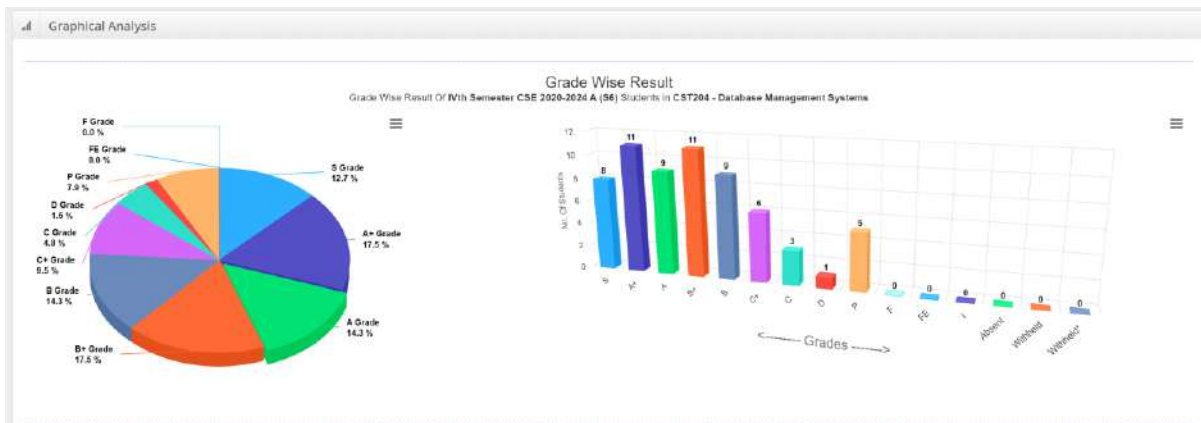 Graphical Analysis
Grade Wise Result
Grade Wise Result Of IVth Semester CSE 2020-2024 A (S6) Students in CST204 - Database Management Systems
F Grade
0.0 %
FE Grade
0.0 %
P Grade
7.9 %
D Grade
1.6 %
C Grade
4.8 %
C+ Grade
9.5 %
B Grade
14.3 %
B+ Grade
17.5 %
S Grade
12.7 %
A+ Grade
17.5 %
A Grade
14.3 %
No. Of Students
12
10
8
6
4
2
0
8
11
9
11
9
6
3
1
5
0
0
0
0
0
0
S
A+
A
B
C+
C
D
P
F
FE
I
Absent
Withheld
Withheld*
<---- Grades ---->